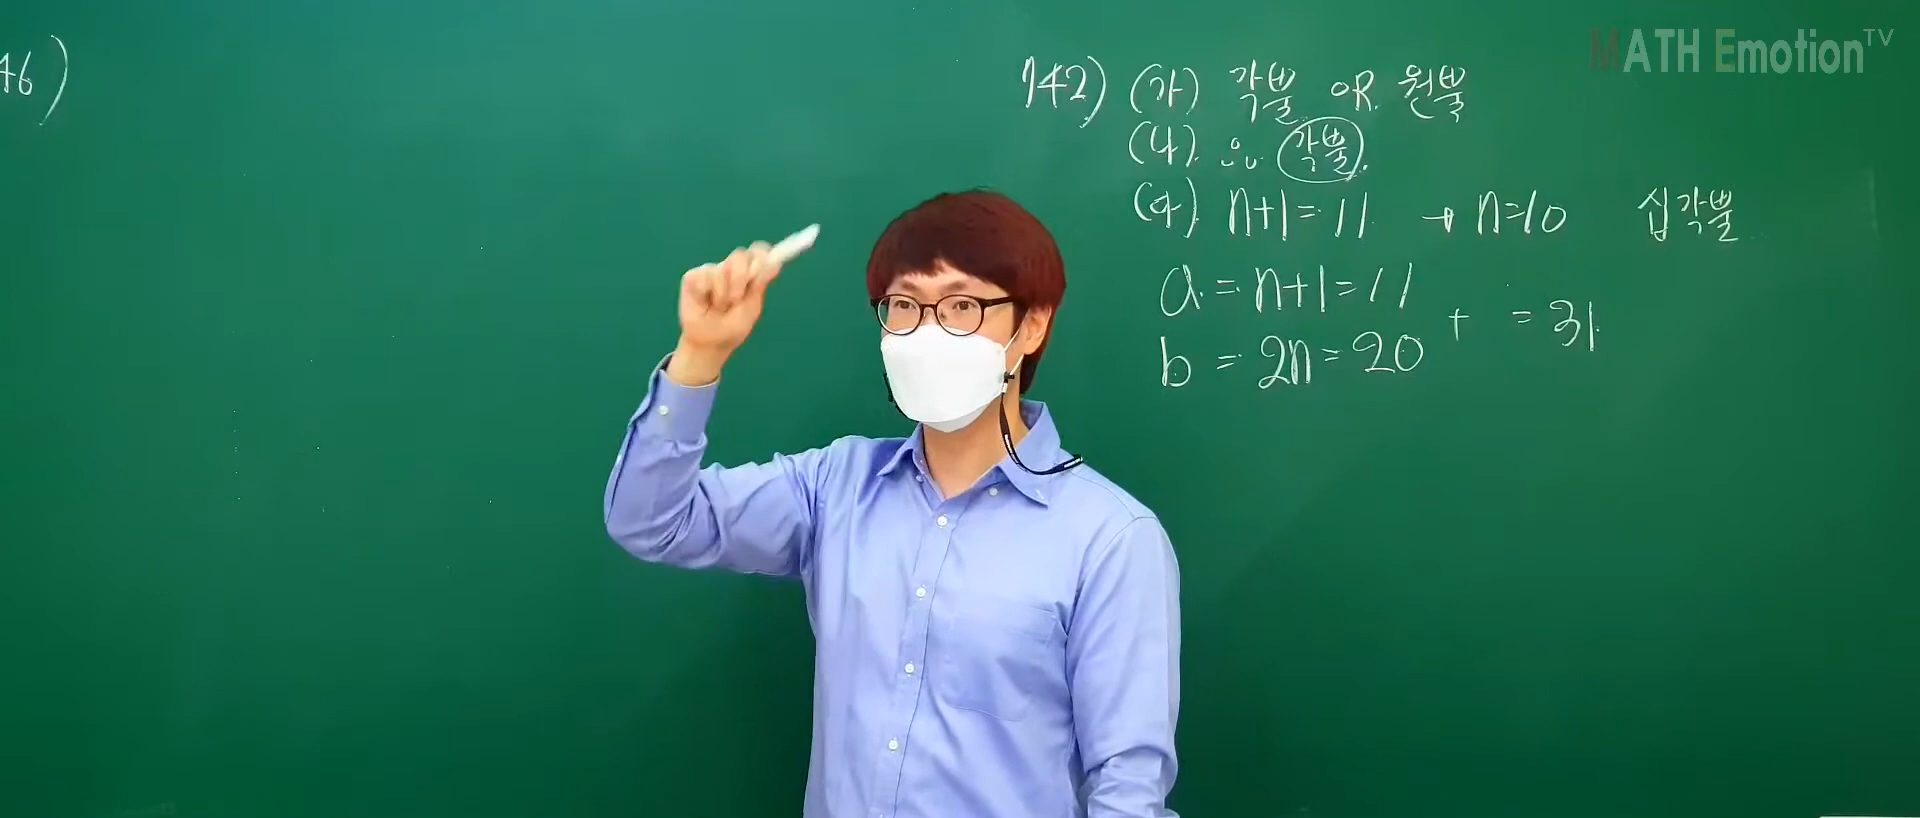 46)
MATH Emotion TV
142) (가) 각뿔 OR 원뿔
(나) 각뿔.
(다) n+1=11 → n=10 십각뿔
a=n+1=11
+ =31
b=2n=20